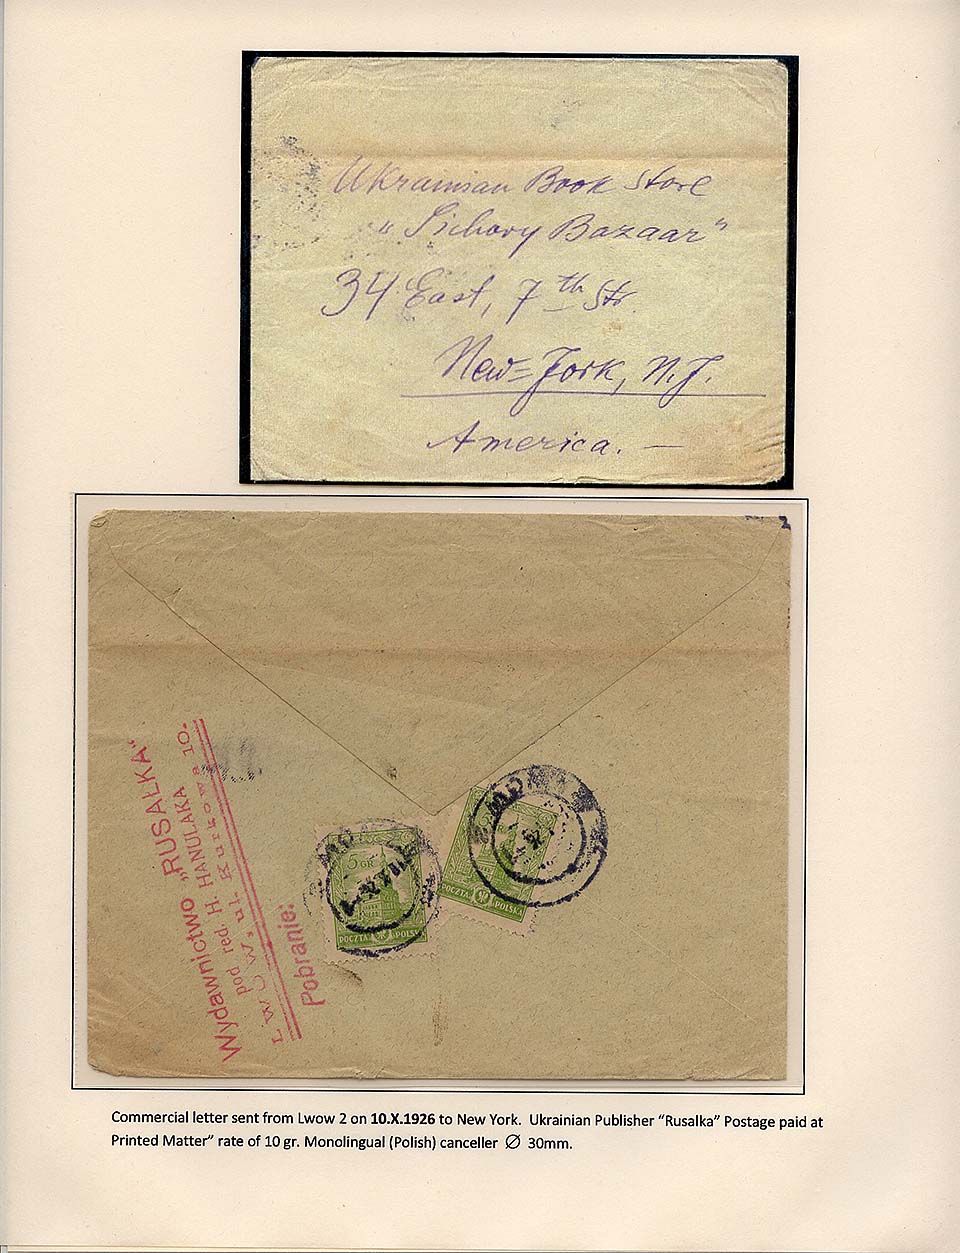 Ukrainian Book Store
„Sichovy Bazaar"
34 East, 7th Str.
New=York, N.J.
America. —
Wydawnictwo „RUSAŁKA"
pod red. H. HANULAKA
LWÓW, ul. Kurkowa 10.
Pobranie:
5 GR
POCZTA POLSKA
POCZTA POLSKA
Commercial letter sent from Lwow 2 on 10.X.1926 to New York. Ukrainian Publisher “Rusalka” Postage paid at
Printed Matter” rate of 10 gr. Monolingual (Polish) canceller ∅ 30mm.